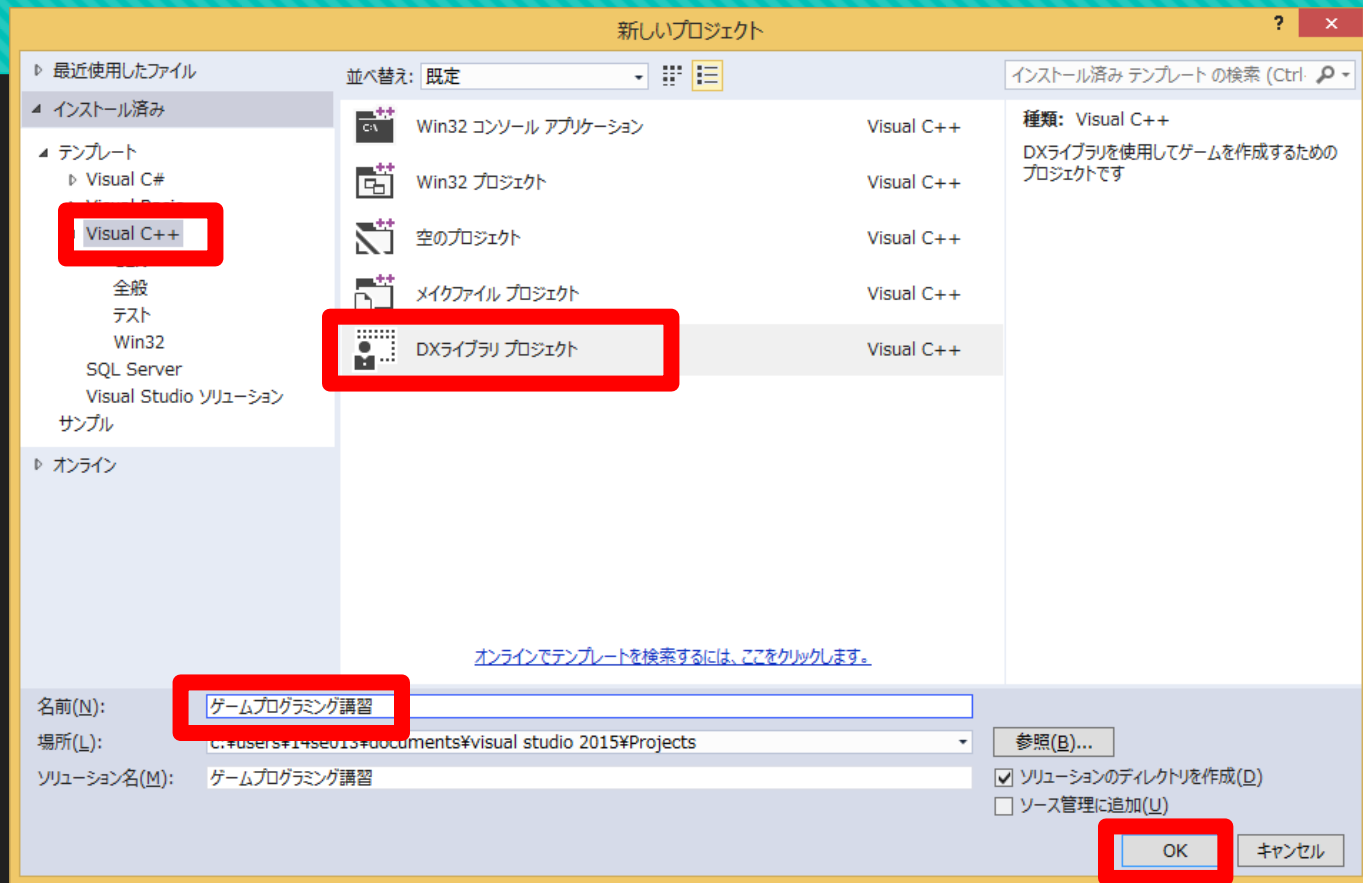 新しいプロジェクト
? ×
最近使用したファイル
インストール済み
テンプレート
Visual C#
Visual C++
全般
テスト
Win32
SQL Server
Visual Studio ソリューション
サンプル
オンライン
並べ替え: 既定
Win32 コンソール アプリケーション Visual C++
Win32 プロジェクト Visual C++
空のプロジェクト Visual C++
メイクファイル プロジェクト Visual C++
DXライブラリ プロジェクト Visual C++
オンラインでテンプレートを検索するには、ここをクリックします。
インストール済み テンプレート の検索 (Ctrl-
種類: Visual C++
DXライブラリを使用してゲームを作成するための
プロジェクトです
名前(N): ゲームプログラミング講習
場所(L): c:¥users¥14se013¥documents¥visual studio 2015¥Projects
参照(B)...
ソリューション名(M): ゲームプログラミング講習
ソリューションのディレクトリを作成(D)
ソース管理に追加(U)
OK キャンセル